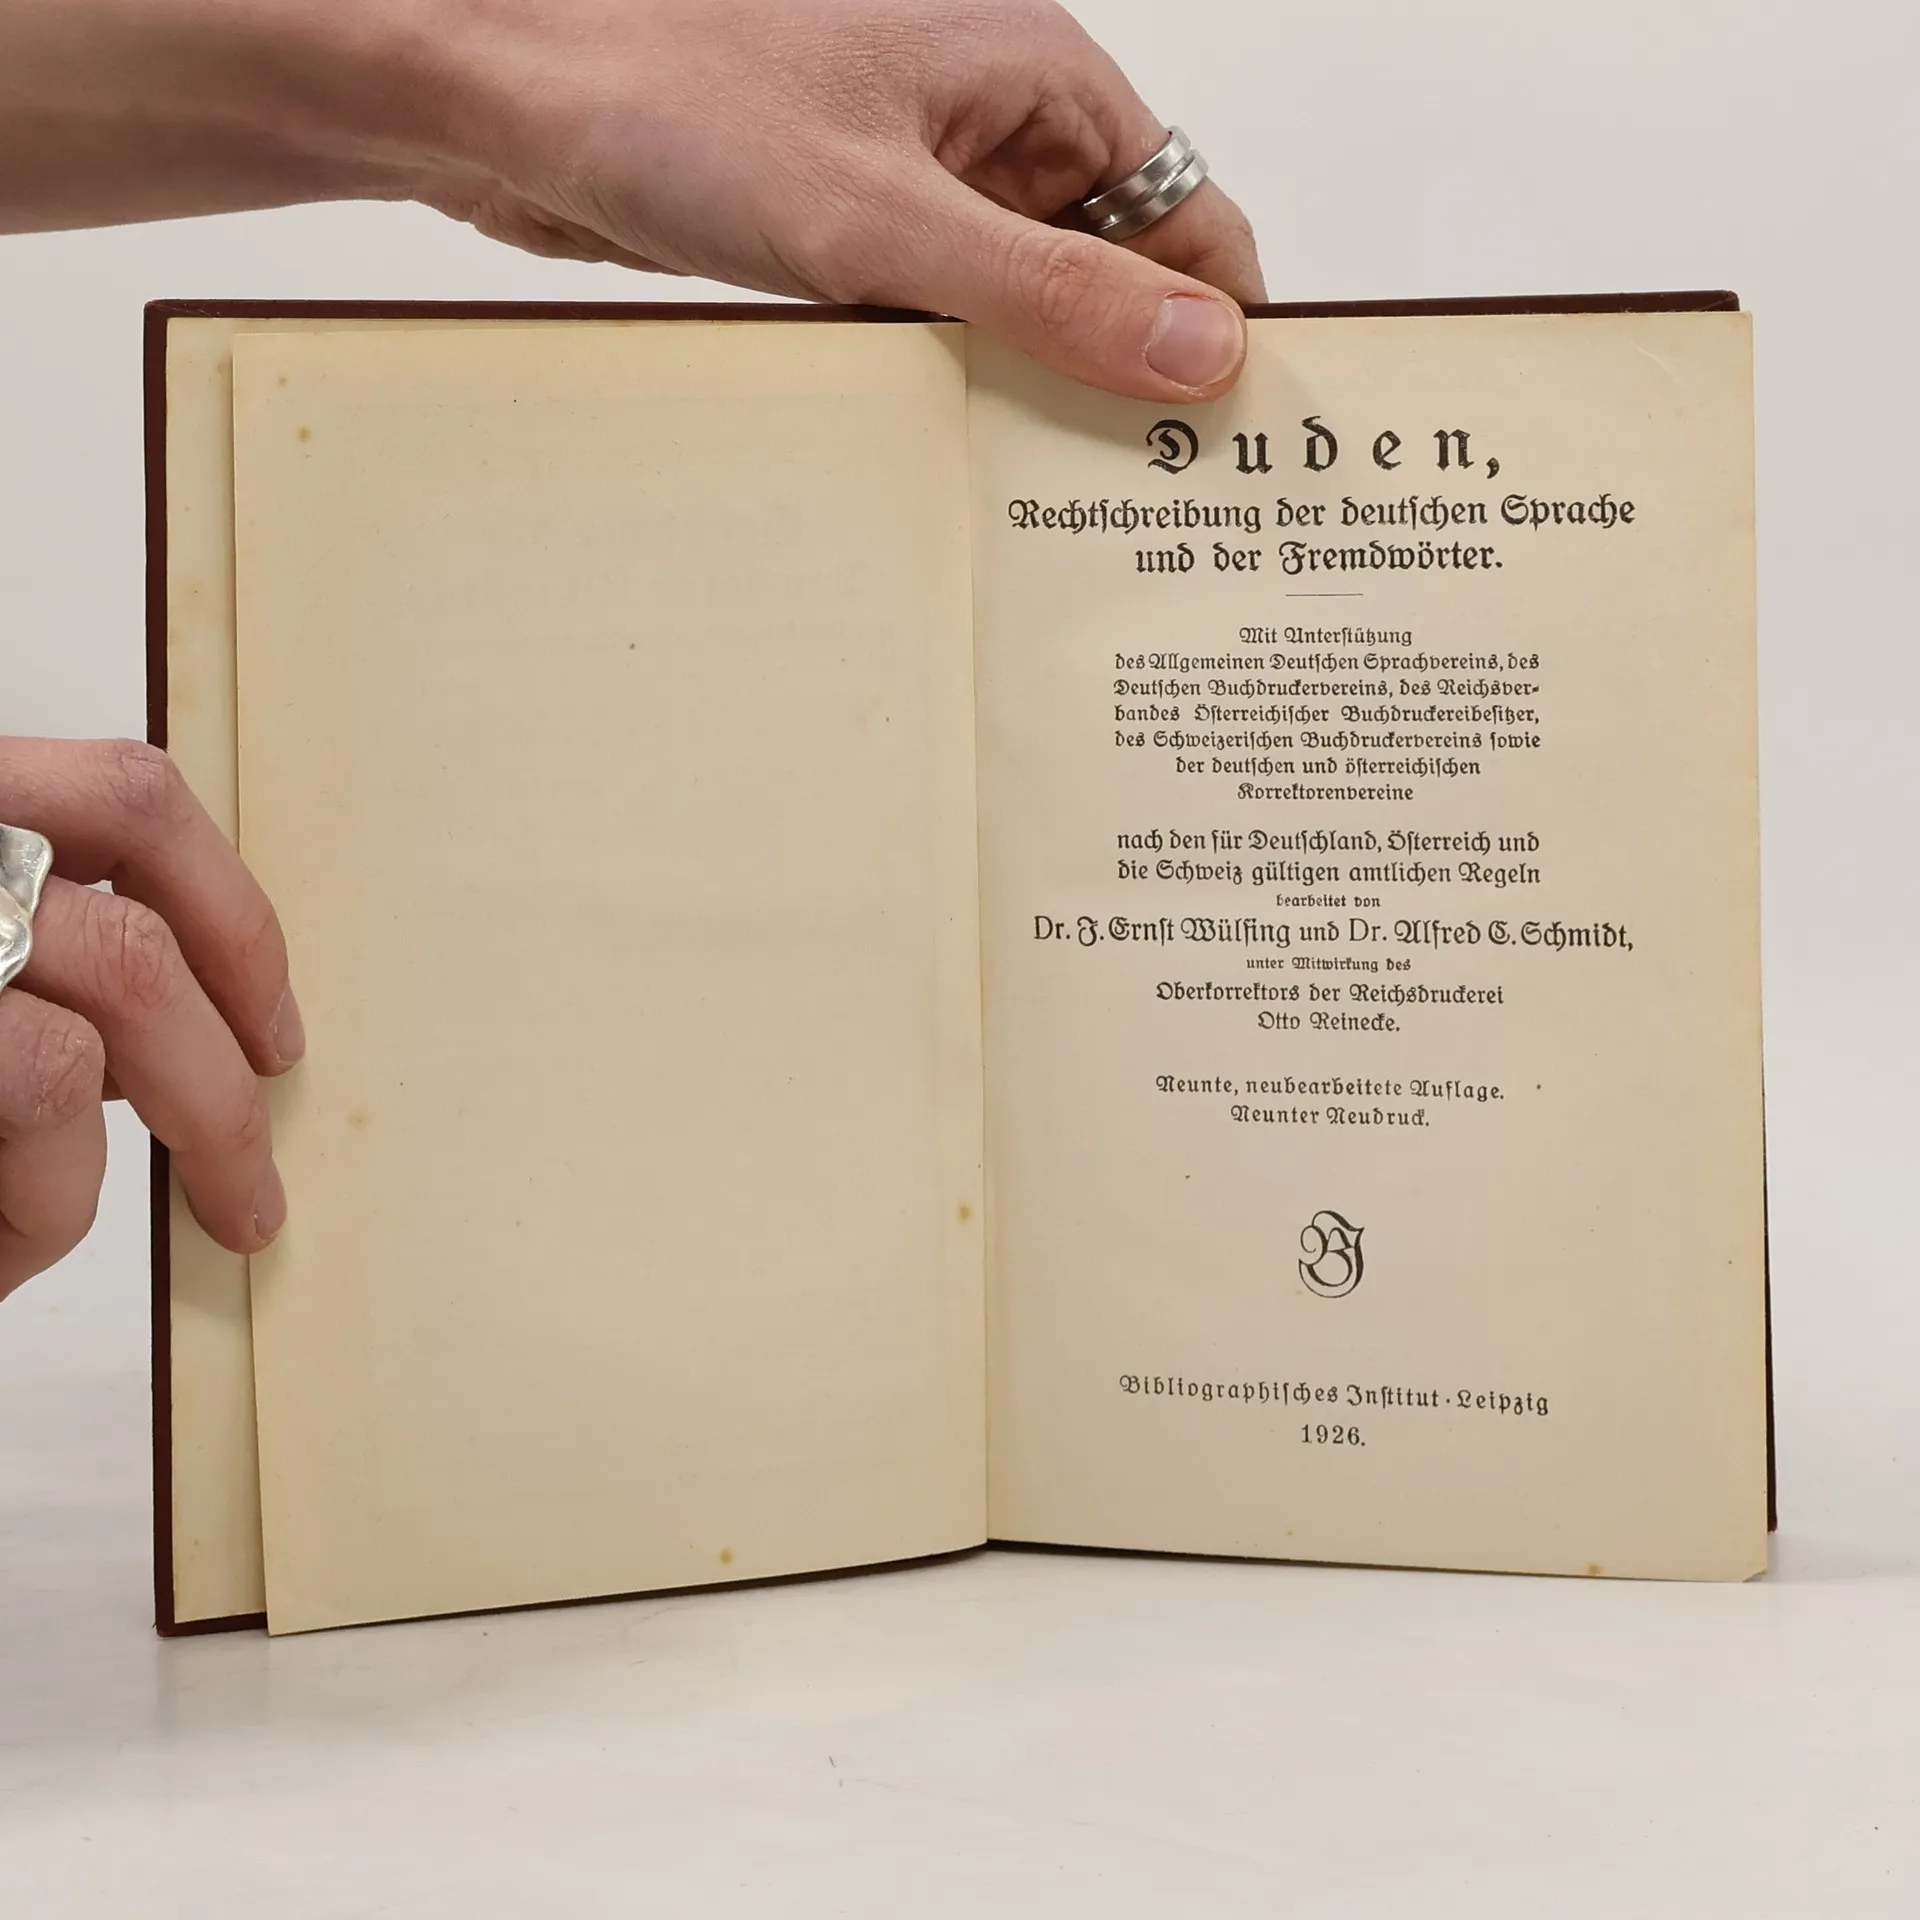 Duden,
Rechtſchreibung der deutſchen Sprache
und der Fremdwörter.
Mit Unterſtützung
des Allgemeinen Deutſchen Sprachvereins, des
Deutſchen Buchdruckervereins, des Reichsver-
bandes Öſterreichiſcher Buchdruckereibeſitzer,
des Schweizeriſchen Buchdruckervereins ſowie
der deutſchen und öſterreichiſchen
Korrektorenvereine
nach den für Deutſchland, Öſterreich und
die Schweiz gültigen amtlichen Regeln
bearbeitet von
Dr. J. Ernſt Wülfing und Dr. Alfred C. Schmidt,
unter Mitwirkung des
Oberkorrektors der Reichsdruckerei
Otto Reinecke.
Neunte, neubearbeitete Auflage.
Neunter Neudruck.
BI
Bibliographiſches Inſtitut · Leipzig
1926.